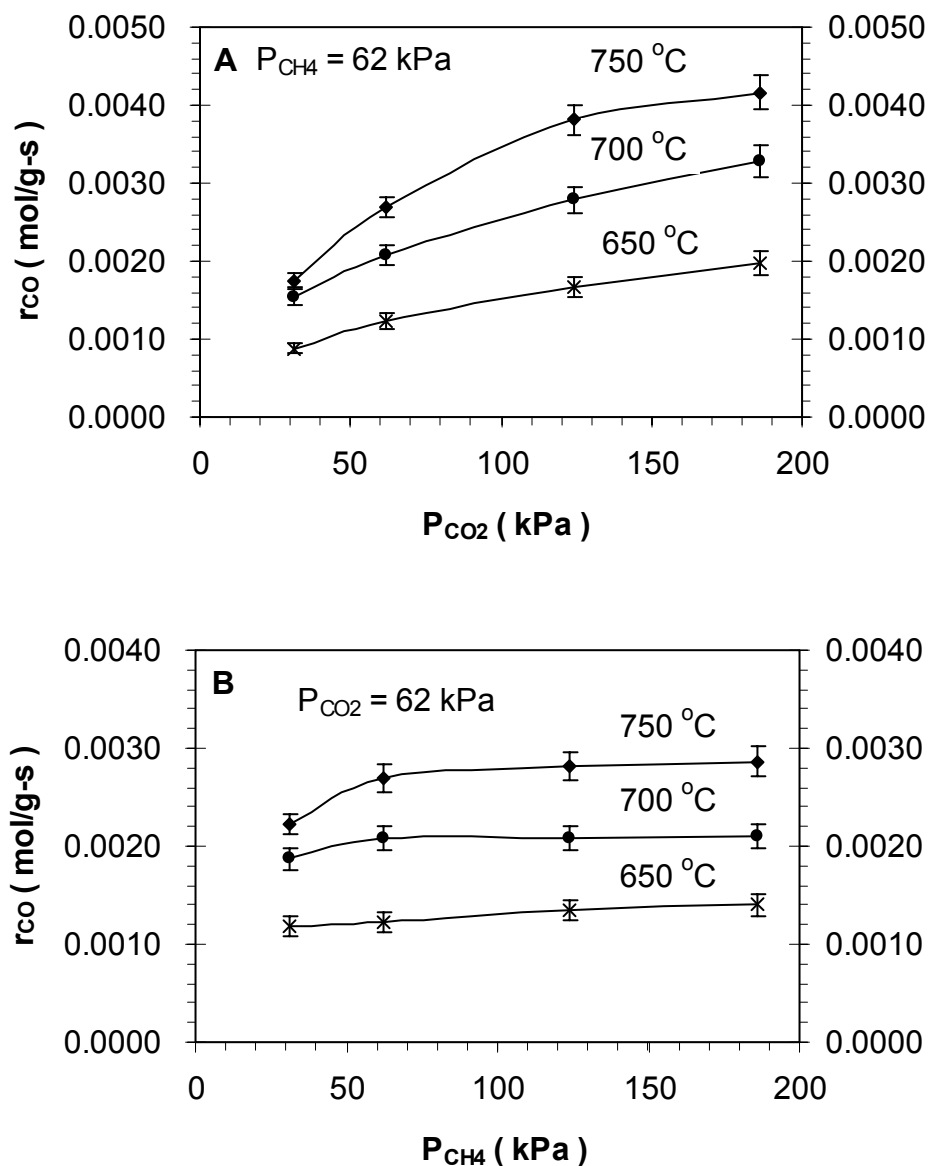 0.0050 0.0050
A P_CH4 = 62 kPa 750 °C
0.0040 0.0040
700 °C
0.0030 0.0030
650 °C
0.0020 0.0020
0.0010 0.0010
0.0000 0.0000
rco ( mol/g-s )
0 50 100 150 200
P_CO2 ( kPa )
0.0040 0.0040
B P_CO2 = 62 kPa 750 °C
0.0030 0.0030
700 °C
0.0020 0.0020
650 °C
0.0010 0.0010
0.0000 0.0000
rco ( mol/g-s )
0 50 100 150 200
P_CH4 ( kPa )